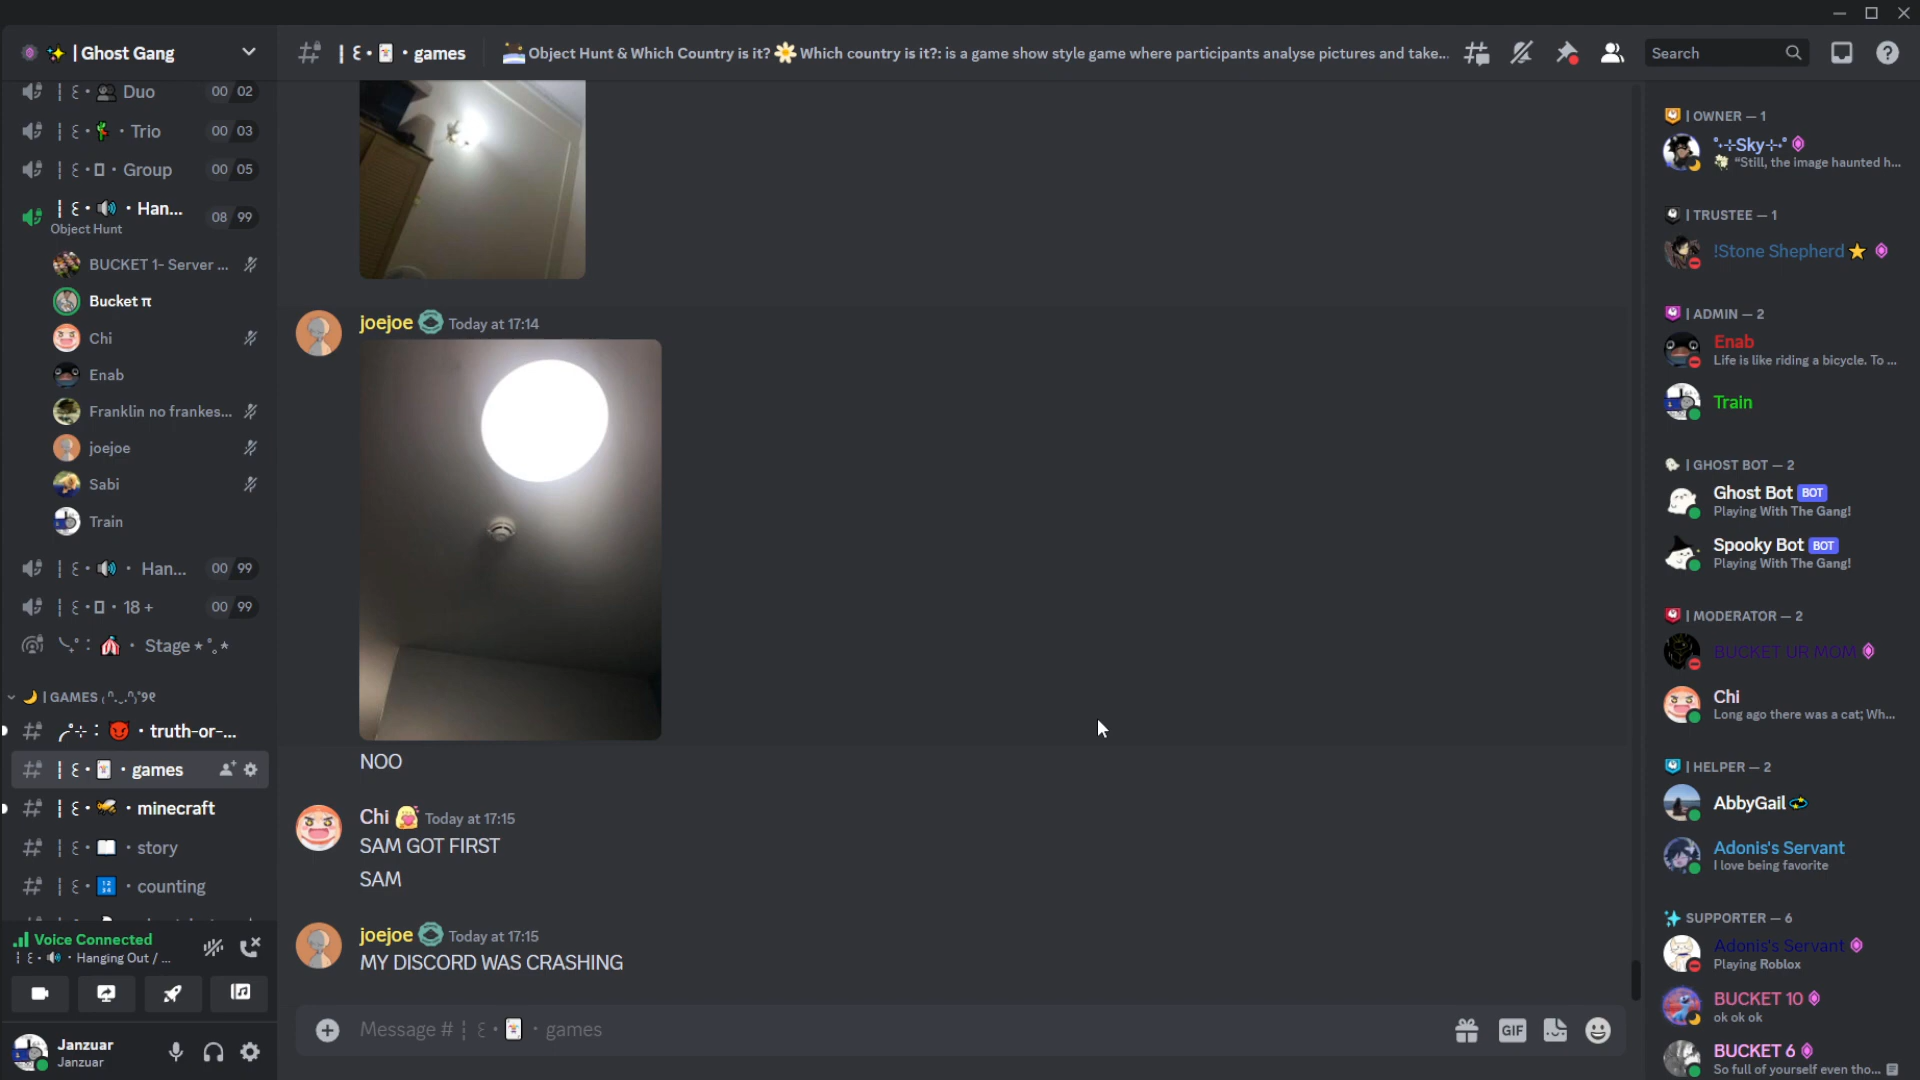 | Ghost Gang
games
Object Hunt & Which Country is it? Which country is it?: is a game show style game where participants analyse pictures and take...
Search
Duo 00 02
Trio 00 03
Group 00 05
Han... 08 99
Object Hunt
BUCKET 1- Server ...
Bucket π
Chi
Enab
Franklin no frankes...
joejoe
Sabi
Train
Han... 00 99
18 + 00 99
Stage
| GAMES
truth-or-...
games
minecraft
story
counting
Voice Connected
Hanging Out / ...
Janzuar
Janzuar
joejoe Today at 17:14
NOO
Chi Today at 17:15
SAM GOT FIRST
SAM
joejoe Today at 17:15
MY DISCORD WAS CRASHING
Message # games
GIF
| OWNER — 1
Sky
"Still, the image haunted h...
| TRUSTEE — 1
!Stone Shepherd
| ADMIN — 2
Enab
Life is like riding a bicycle. To ...
Train
| GHOST BOT — 2
Ghost Bot BOT
Playing With The Gang!
Spooky Bot BOT
Playing With The Gang!
| MODERATOR — 2
BUCKET UR MOM
Chi
Long ago there was a cat; Wh...
| HELPER — 2
AbbyGail
Adonis's Servant
I love being favorite
SUPPORTER — 6
Adonis's Servant
Playing Roblox
BUCKET 10
ok ok ok
BUCKET 6
So full of yourself even tho...